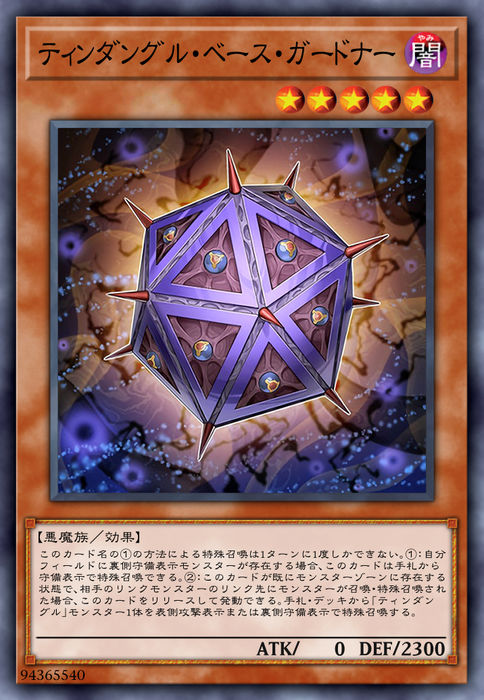 ティンダングル・ベース・ガードナー
やみ
闇
【悪魔族／効果】
このカード名の①の方法による特殊召喚は1ターンに1度しかできない。①:自分
フィールドに裏側守備表示モンスターが存在する場合、このカードは手札から
守備表示で特殊召喚できる。②:このカードが既にモンスターゾーンに存在する
状態で、相手のリンクモンスターのリンク先にモンスターが召喚・特殊召喚され
た場合、このカードをリリースして発動できる。手札・デッキから「ティンダン
グル」モンスター1体を表側攻撃表示または裏側守備表示で特殊召喚する。
ATK/ 0 DEF/2300
94365540